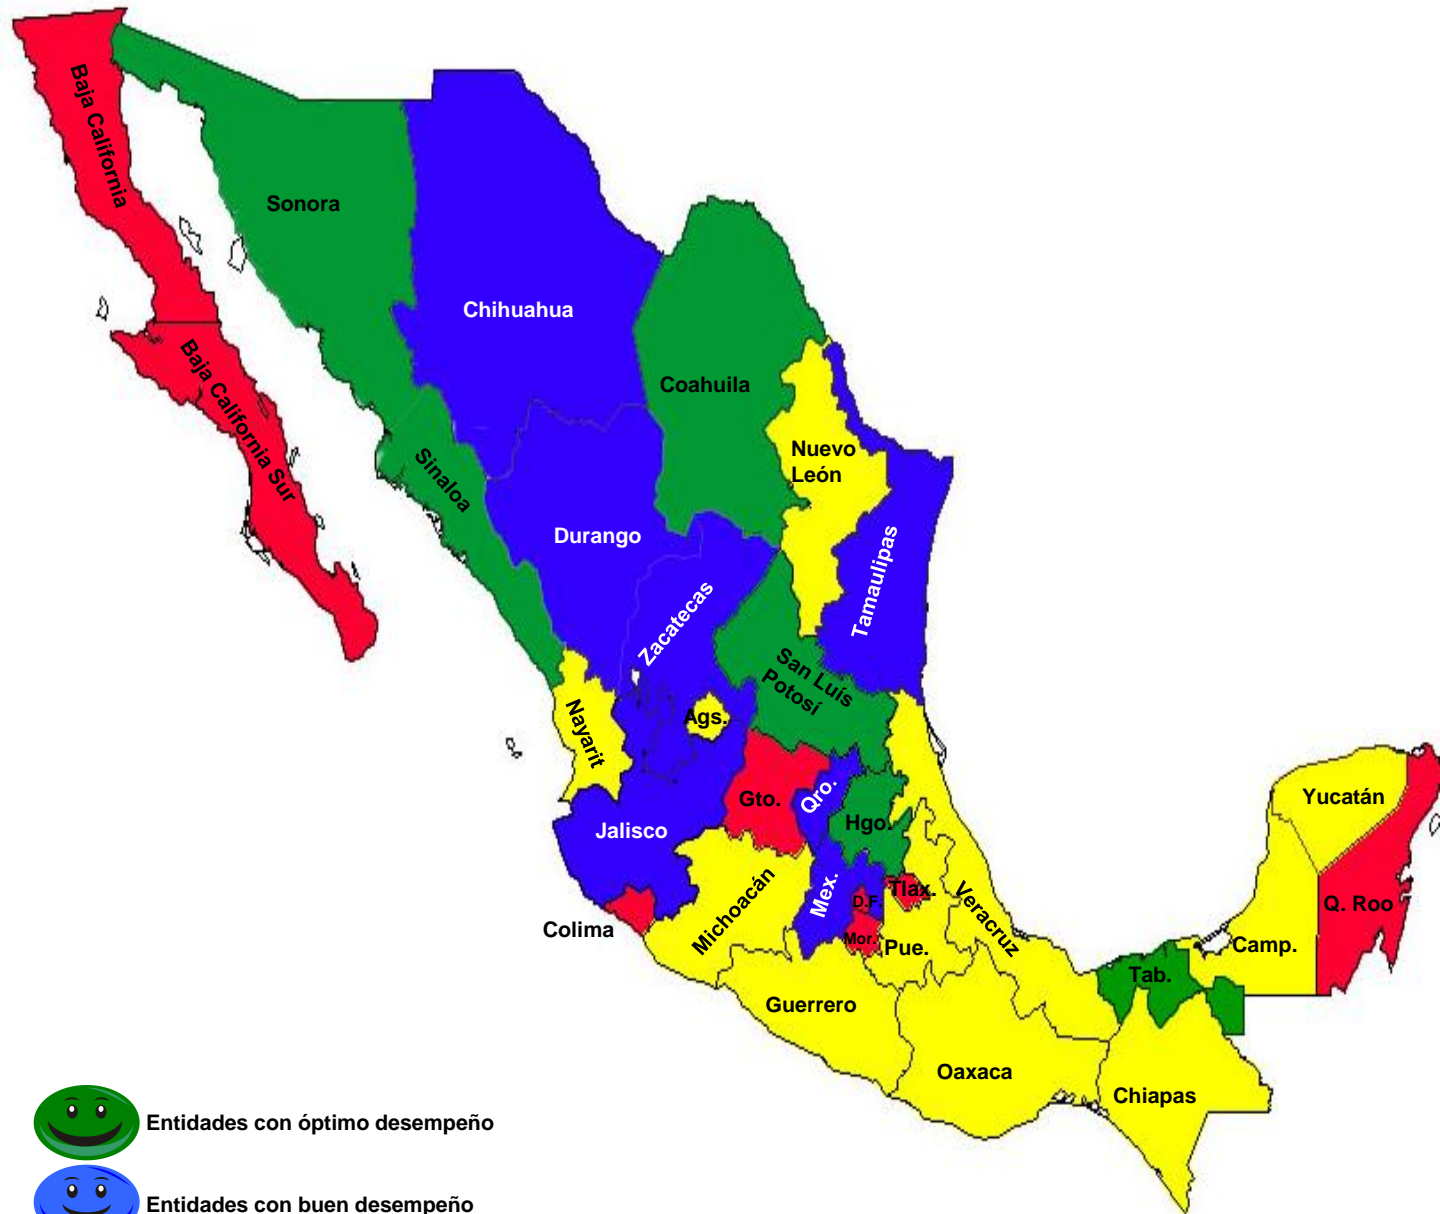 Baja California
Sonora
Chihuahua
Baja California Sur
Coahuila
Nuevo
León
Sinaloa
Durango
Tamaulipas
Zacatecas
San Luís
Potosí
Nayarit
Ags.
Gto.
Qro.
Hgo.
Yucatán
Jalisco
Michoacán
Mex.
D.F.
Tlax.
Veracruz
Q. Roo
Colima
Mor.
Pue.
Camp.
Tab.
Guerrero
Oaxaca
Chiapas
Entidades con óptimo desempeño
Entidades con buen desempeño